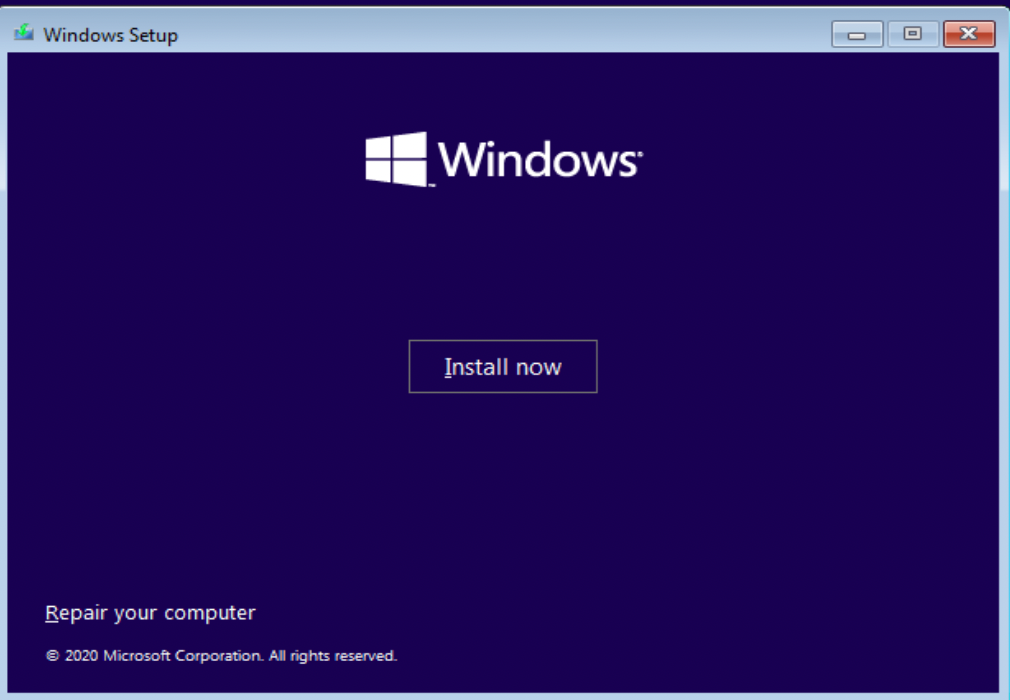 Windows Setup
Windows
Install now
Repair your computer
© 2020 Microsoft Corporation. All rights reserved.